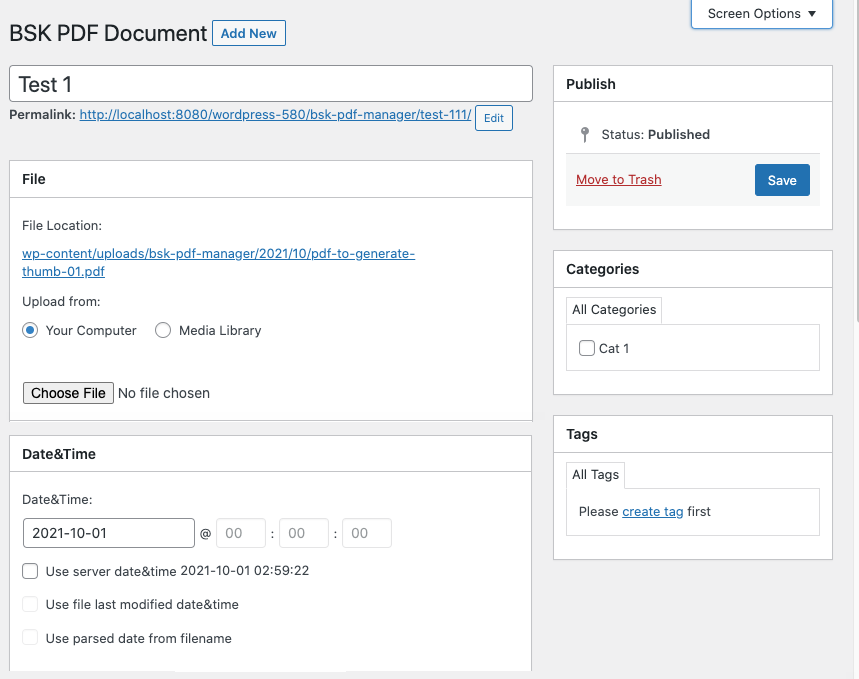 Screen Options ▼
BSK PDF Document Add New
Test 1
Permalink: http://localhost:8080/wordpress-580/bsk-pdf-manager/test-111/ Edit
File
File Location:
wp-content/uploads/bsk-pdf-manager/2021/10/pdf-to-generate-
thumb-01.pdf
Upload from:
Your Computer Media Library
Choose File No file chosen
Date&Time
Date&Time:
2021-10-01 @ 00 : 00 : 00
Use server date&time 2021-10-01 02:59:22
Use file last modified date&time
Use parsed date from filename
Publish
Status: Published
Move to Trash Save
Categories
All Categories
Cat 1
Tags
All Tags
Please create tag first